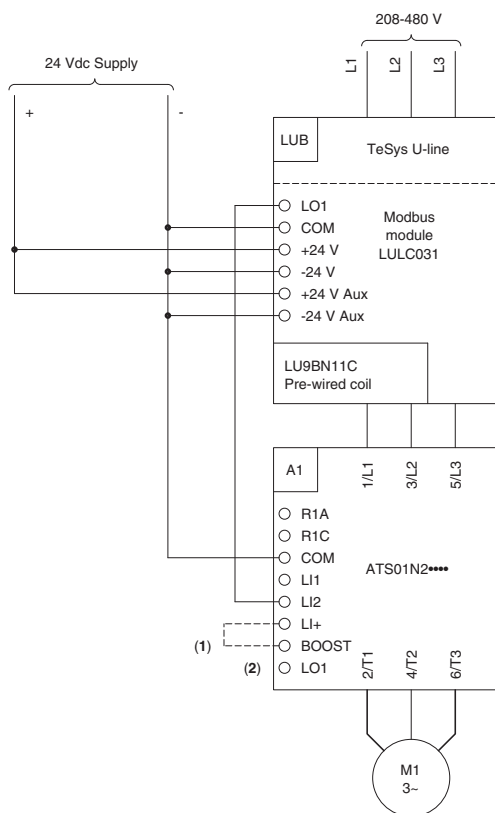 208-480 V
24 Vdc Supply
+
-
L1
L2
L3
LUB
TeSys U-line
LO1
COM
+24 V
-24 V
+24 V Aux
-24 V Aux
Modbus
module
LULC031
LU9BN11C
Pre-wired coil
A1
1/L1
3/L2
5/L3
R1A
R1C
COM
LI1
LI2
LI+
BOOST
LO1
ATS01N2••••
(1)
(2)
2/T1
4/T2
6/T3
M1
3~